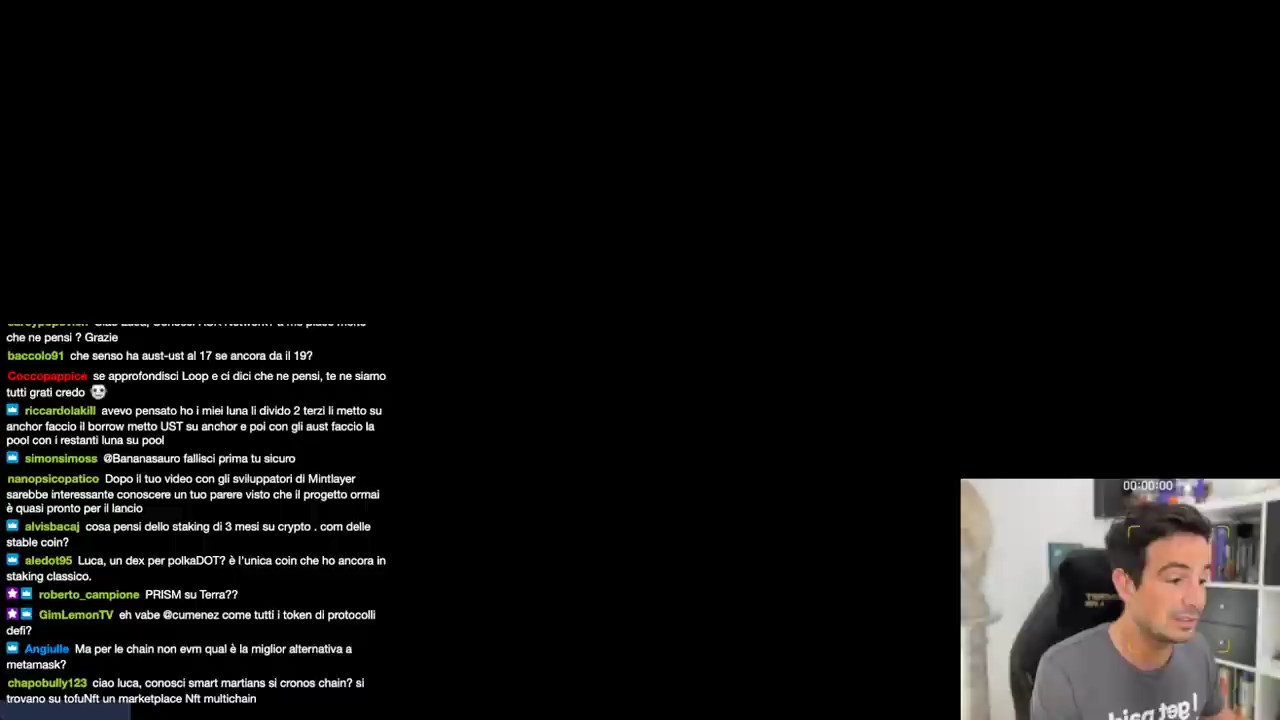 che ne pensi ? Grazie
baccolo91 che senso ha aust-ust al 17 se ancora da il 19?
Coccopappice se approfondisci Loop e ci dici che ne pensi, te ne siamo
tutti grati credo
riccardolakill avevo pensato ho i miei luna li divido 2 terzi li metto su
anchor faccio il borrow metto UST su anchor e poi con gli aust faccio la
pool con i restanti luna su pool
simonsimoss @Bananasauro fallisci prima tu sicuro
nanopsicopatico Dopo il tuo video con gli sviluppatori di Mintlayer
sarebbe interessante conoscere un tuo parere visto che il progetto ormai
è quasi pronto per il lancio
alvisbacaj cosa pensi dello staking di 3 mesi su crypto . com delle
stable coin?
aledot95 Luca, un dex per polkaDOT? è l'unica coin che ho ancora in
staking classico.
roberto_campione PRISM su Terra??
GimLemonTV eh vabe @cumenez come tutti i token di protocolli
defi?
Angiulle Ma per le chain non evm qual è la miglior alternativa a
metamask?
chapobully123 ciao luca, conosci smart martians si cronos chain? si
trovano su tofuNft un marketplace Nft multichain
00:00:00
I get paid